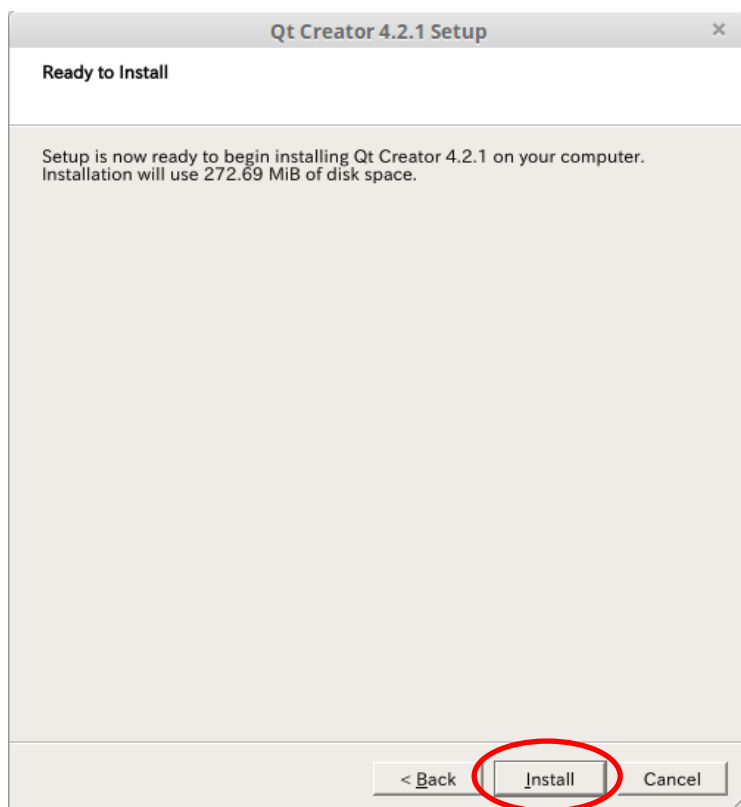 Qt Creator 4.2.1 Setup
Ready to Install
Setup is now ready to begin installing Qt Creator 4.2.1 on your computer.
Installation will use 272.69 MiB of disk space.
< Back Install Cancel